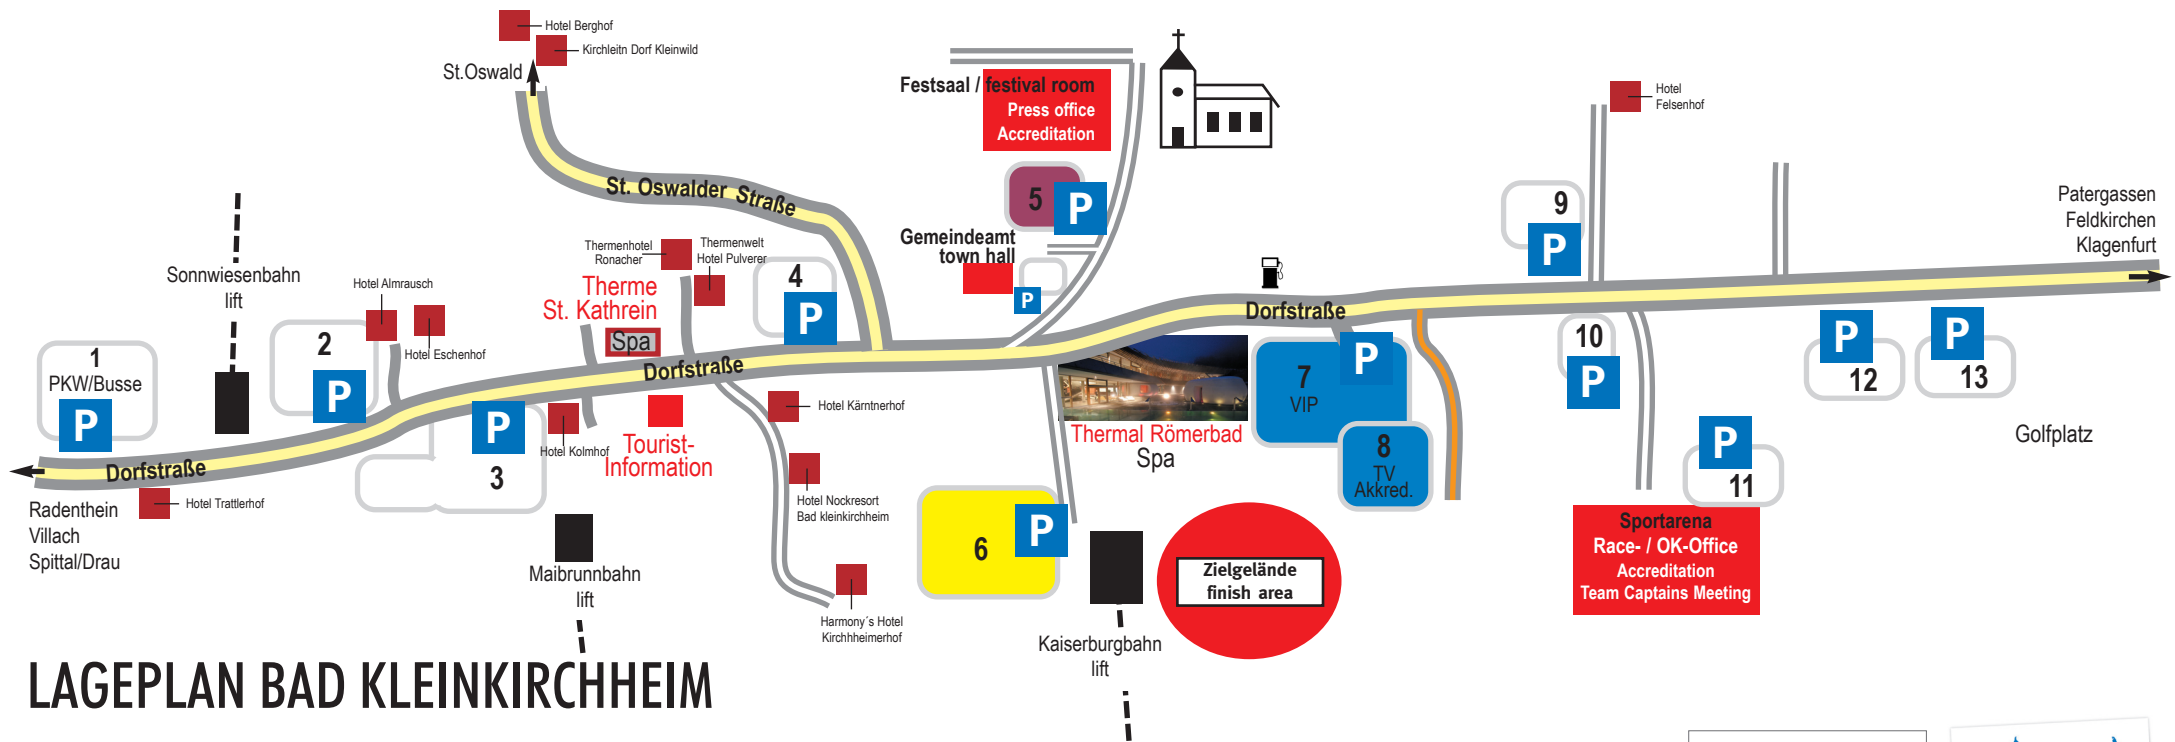 Hotel Berghof
Kirchleitn Dorf Kleinwild
St.Oswald
St. Oswalder Straße
Festsaal / festival room
Press office
Accreditation
5
P
Gemeindeamt
town hall
P
Hotel
Felsenhof
9
P
Patergassen
Feldkirchen
Klagenfurt
Sonnwiesenbahn
lift
Hotel Almrausch
Hotel Eschenhof
Thermenhotel
Ronacher
Thermenwelt
Hotel Pulverer
Therme
St. Kathrein
Spa
4
P
1
PKW/Busse
P
2
P
Dorfstraße
Dorfstraße
Dorfstraße
Radenthein
Villach
Spittal/Drau
Hotel Trattlerhof
P
3
Hotel Kolmhof
Tourist-
Information
Hotel Kärntnerhof
Hotel Nockresort
Bad kleinkirchheim
Harmony´s Hotel
Kirchheimerhof
Maibrunnbahn
lift
Thermal Römerbad
Spa
6
P
Kaiserburgbahn
lift
Zielgelände
finish area
7
VIP
P
8
TV
Akkred.
10
P
P
11
P
12
P
13
Golfplatz
Sportarena
Race- / OK-Office
Accreditation
Team Captains Meeting
LAGEPLAN BAD KLEINKIRCHHEIM